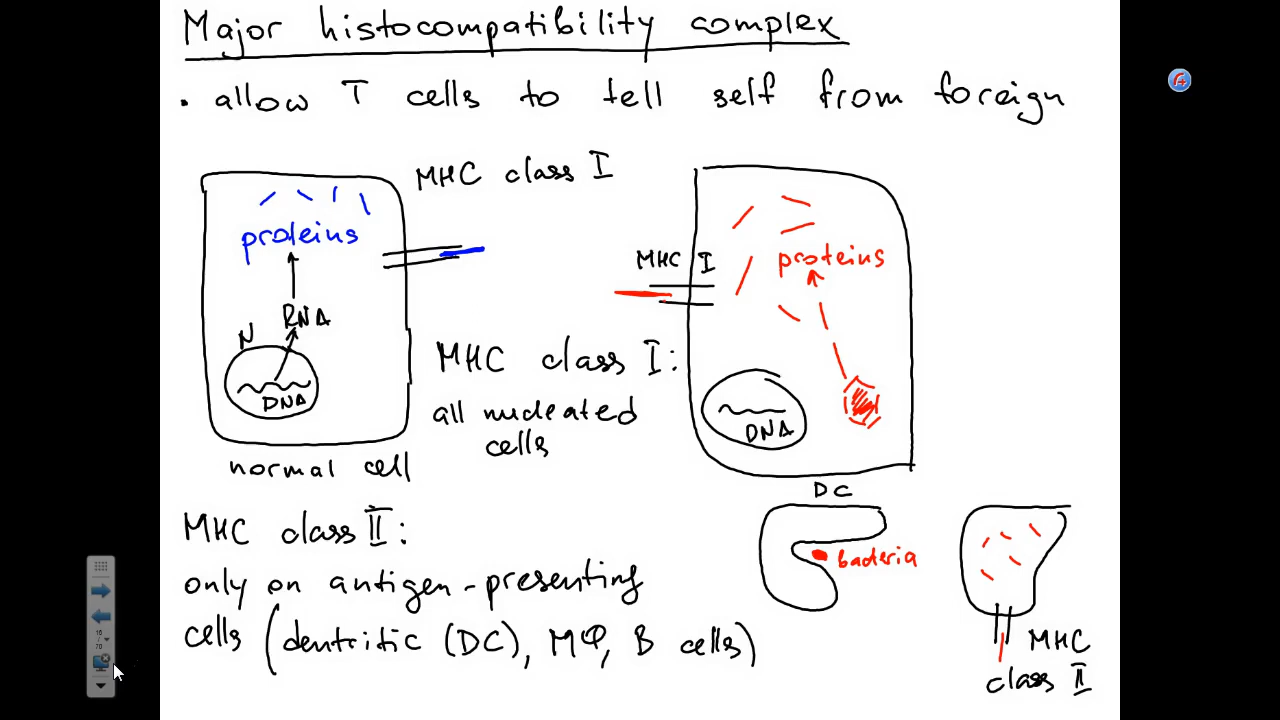 Major histocompatibility complex
• allow T cells to tell self from foreign
MHC class I
proteins
RNA
N
DNA
normal cell
MHC class I:
all nucleated
cells
MHC I
proteins
DNA
MHC class II:
only on antigen-presenting
cells (dentritic (DC), MΦ, B cells)
DC
bacteria
MHC
class II